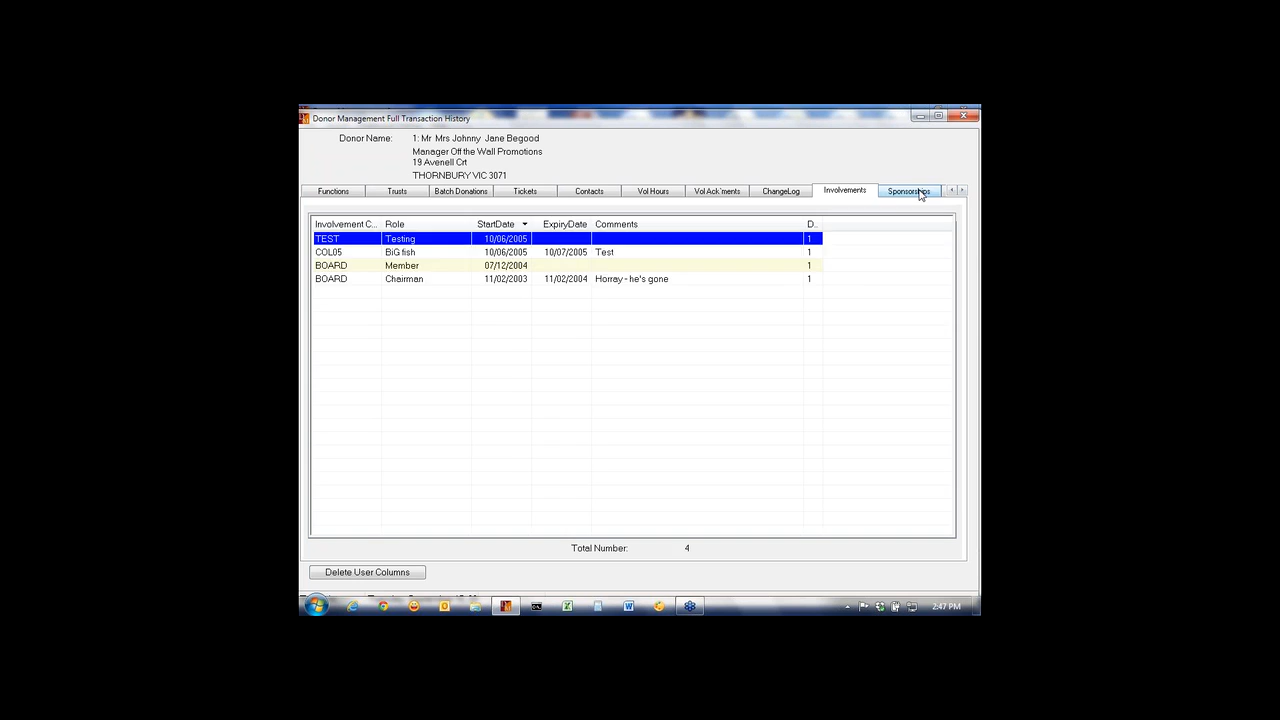 Donor Management Full Transaction History
Donor Name: 1: Mr Mrs Johnny Jane Begood
Manager Off the Wall Promotions
19 Avenell Crt
THORNBURY VIC 3071
Functions Trusts Batch Donations Tickets Contacts Vol Hours Vol Ack'ments ChangeLog Involvements Sponsorships
Involvement C... Role StartDate ExpiryDate Comments D..
TEST Testing 10/06/2005 1
COL05 BiG fish 10/06/2005 10/07/2005 Test 1
BOARD Member 07/12/2004 1
BOARD Chairman 11/02/2003 11/02/2004 Horray - he's gone 1
Total Number: 4
Delete User Columns
2:47 PM